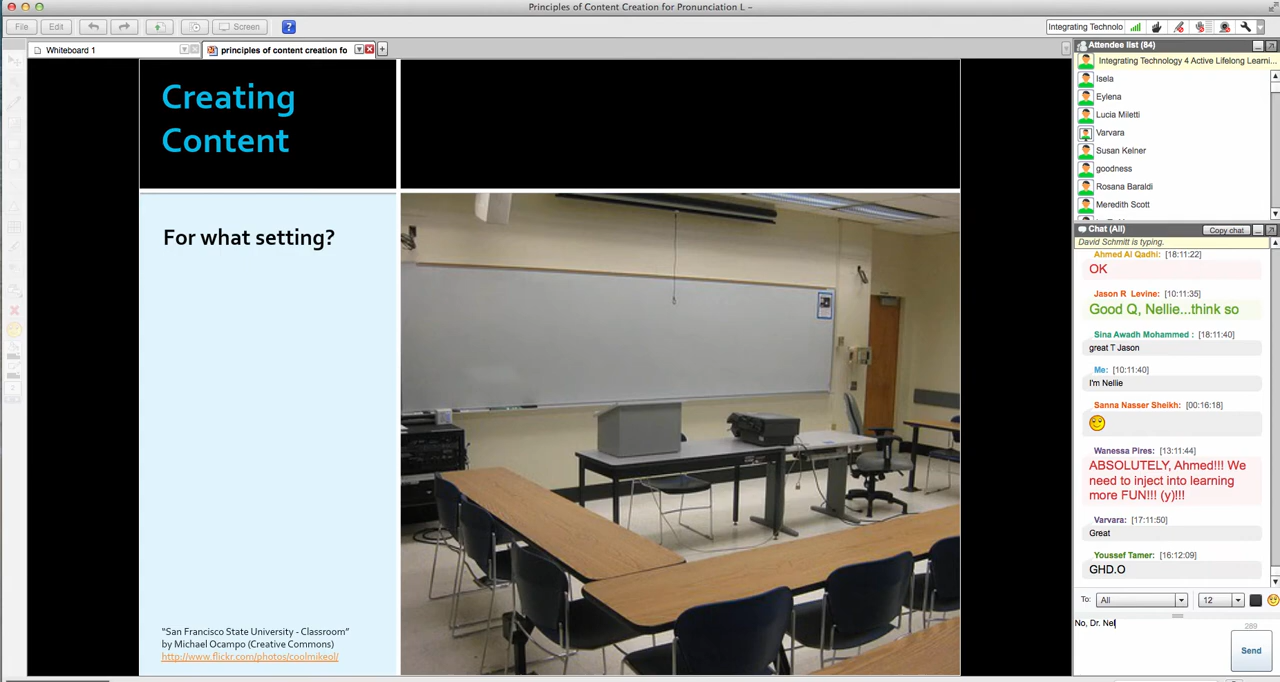 Principles of Content Creation for Pronunciation L –
File
Edit
Screen
?
Integrating Technolo
Whiteboard 1
principles of content creation fo
Creating
Content
For what setting?
"San Francisco State University - Classroom"
by Michael Ocampo (Creative Commons)
http://www.flickr.com/photos/coolmikeol/
Attendee list (84)
Integrating Technology 4 Active Lifelong Learni...
Isela
Eylena
Lucia Miletti
Varvara
Susan Kelner
goodness
Rosana Baraldi
Meredith Scott
Chat (All)
Copy chat
David Schmitt is typing.
Ahmed Al Qadhi: [18:11:22]
OK
Jason R Levine: [10:11:35]
Good Q, Nellie...think so
Sina Awadh Mohammed : [18:11:40]
great T Jason
Me: [10:11:40]
I'm Nellie
Sanna Nasser Sheikh: [00:16:18]
Wanessa Pires: [13:11:44]
ABSOLUTELY, Ahmed!!! We
need to inject into learning
more FUN!!! (y)!!!
Varvara: [17:11:50]
Great
Youssef Tamer: [16:12:09]
GHD.O
To:
All
12
No, Dr. Nel
289
Send